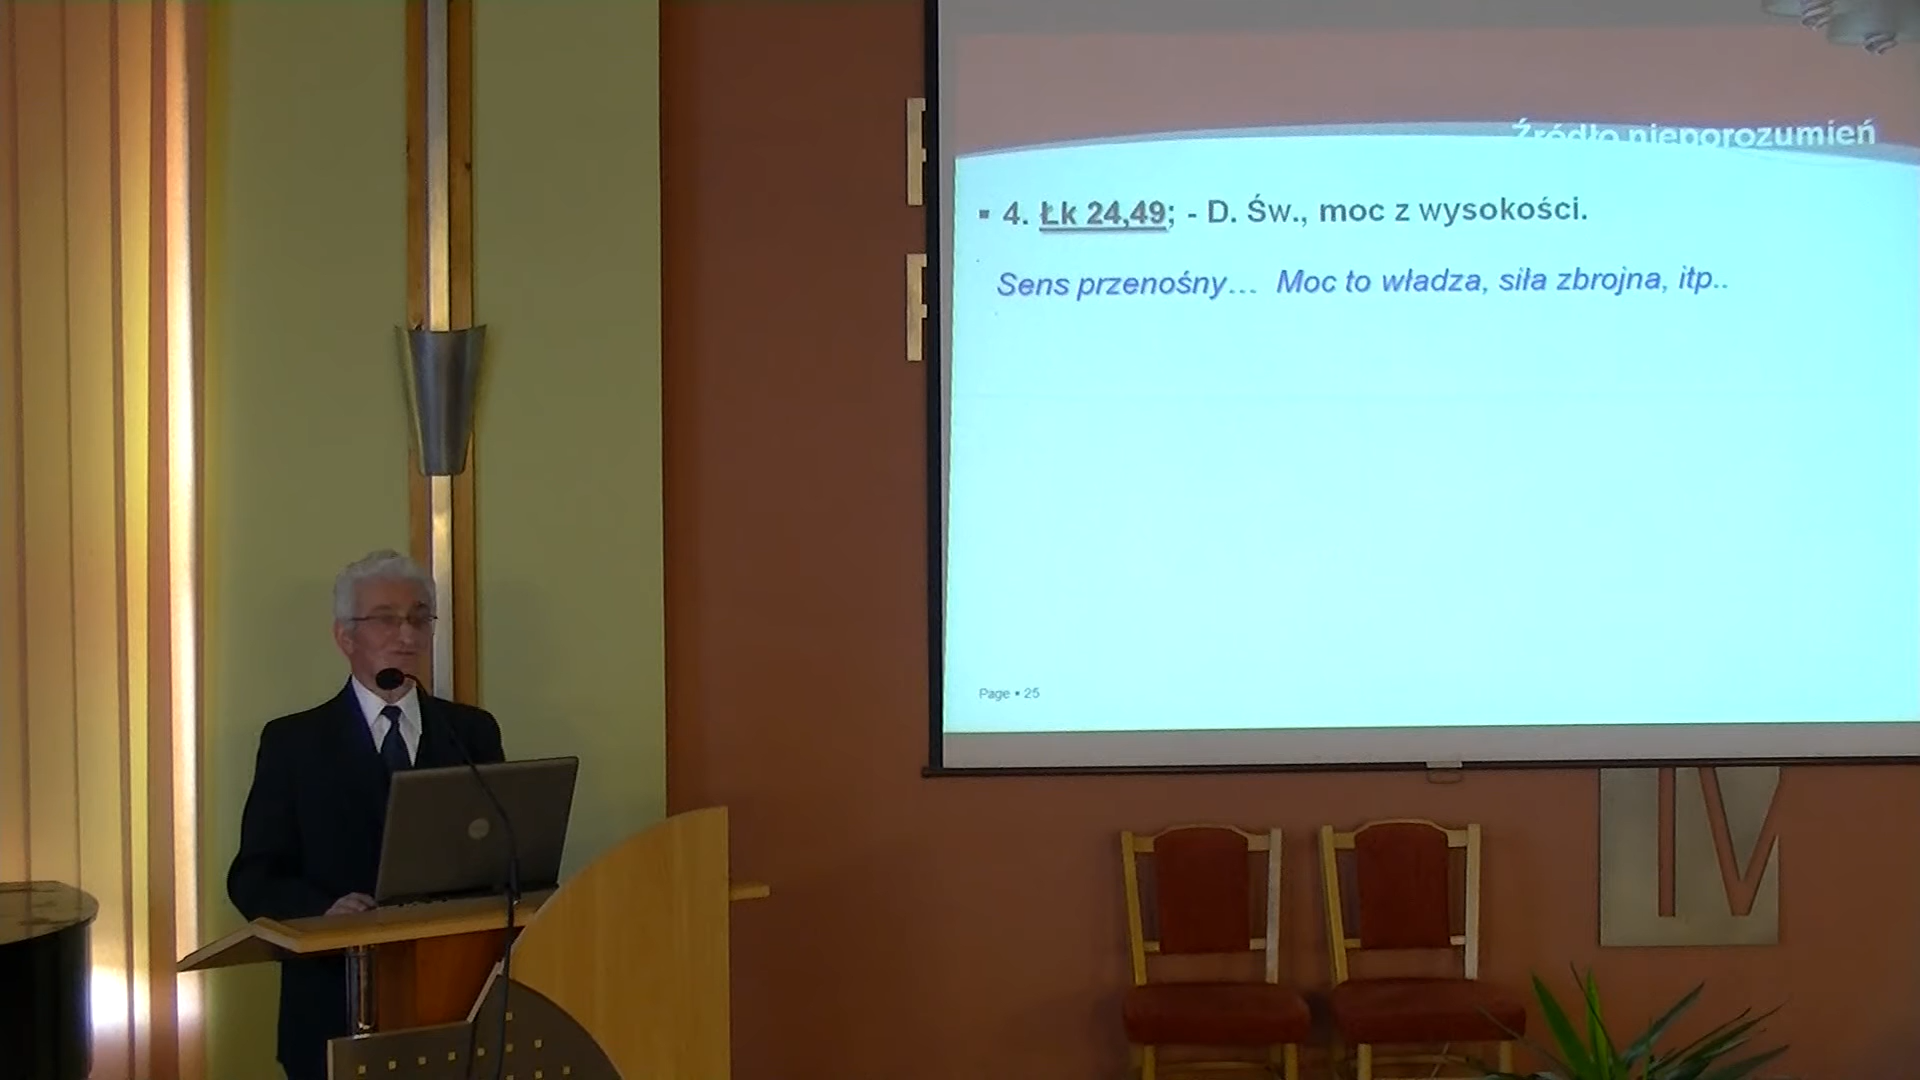 Źródło nieporozumień
▪ 4. Łk 24,49; - D. Św., moc z wysokości.
Sens przenośny… Moc to władza, siła zbrojna, itp..
Page ▪ 25